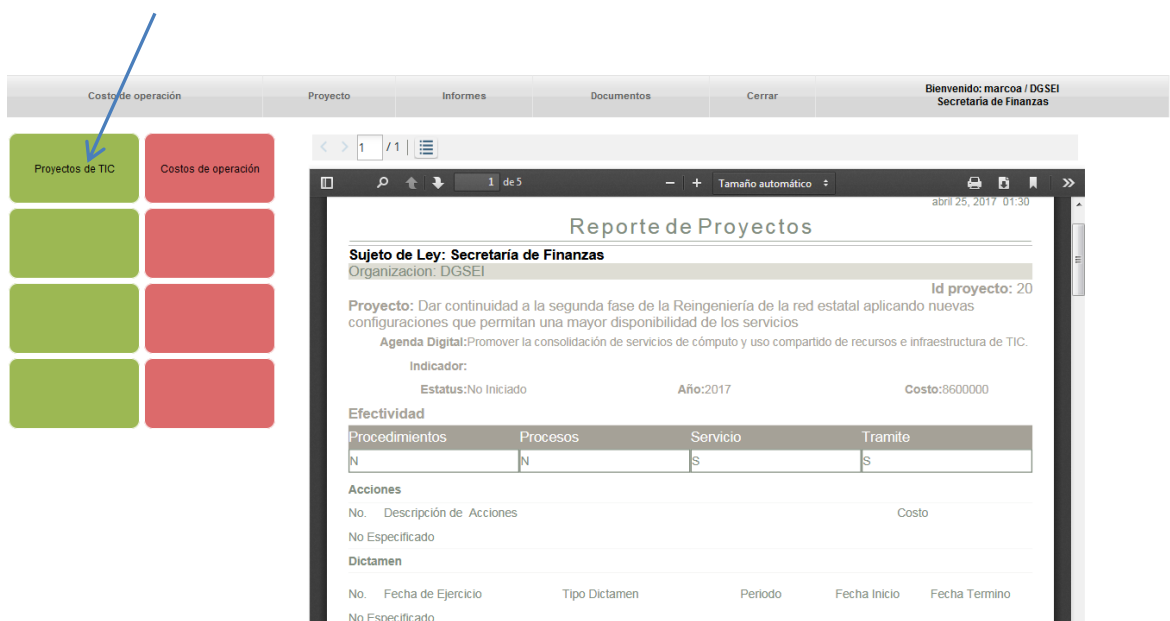 Costo de operación Proyecto Informes Documentos Cerrar Bienvenido: marcoa / DGSEI
Secretaría de Finanzas
Proyectos de TIC Costos de operación
1 / 1
1 de 5 Tamaño automático
abril 25, 2017 01:30
Reporte de Proyectos
Sujeto de Ley: Secretaría de Finanzas
Organizacion: DGSEI
Id proyecto: 20
Proyecto: Dar continuidad a la segunda fase de la Reingeniería de la red estatal aplicando nuevas
configuraciones que permitan una mayor disponibilidad de los servicios
Agenda Digital:Promover la consolidación de servicios de cómputo y uso compartido de recursos e infraestructura de TIC.
Indicador:
Estatus:No Iniciado Año:2017 Costo:8600000
Efectividad
Procedimientos Procesos Servicio Tramite
N N S S
Acciones
No. Descripción de Acciones Costo
No Especificado
Dictamen
No. Fecha de Ejercicio Tipo Dictamen Periodo Fecha Inicio Fecha Termino
No Especificado